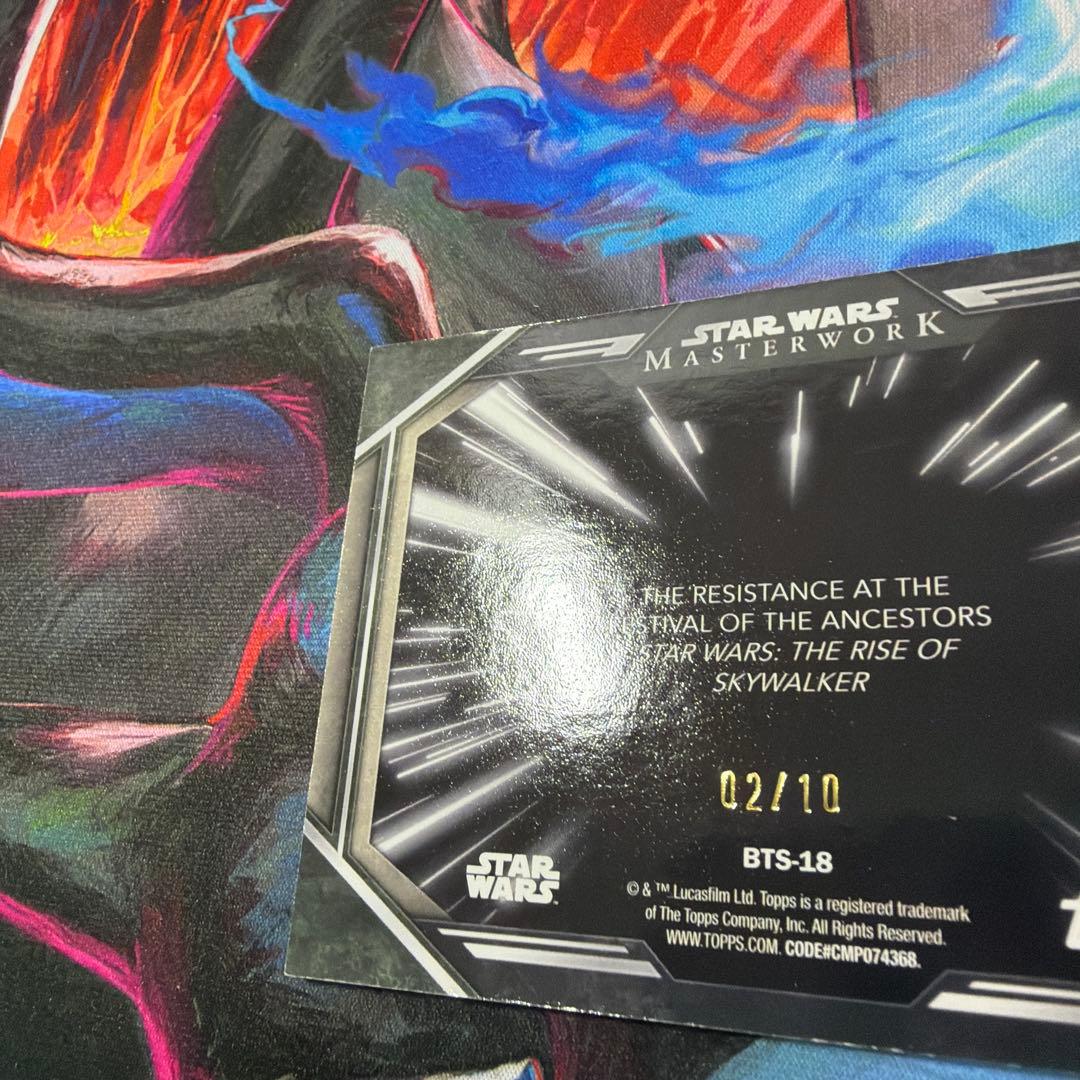 STAR WARS
MASTERWORK
THE RESISTANCE AT THE
FESTIVAL OF THE ANCESTORS
STAR WARS: THE RISE OF
SKYWALKER
02/10
BTS-18
STAR
WARS
© & ™ Lucasfilm Ltd. Topps is a registered trademark
of The Topps Company, Inc. All Rights Reserved.
WWW.TOPPS.COM. CODE#CMP074368.